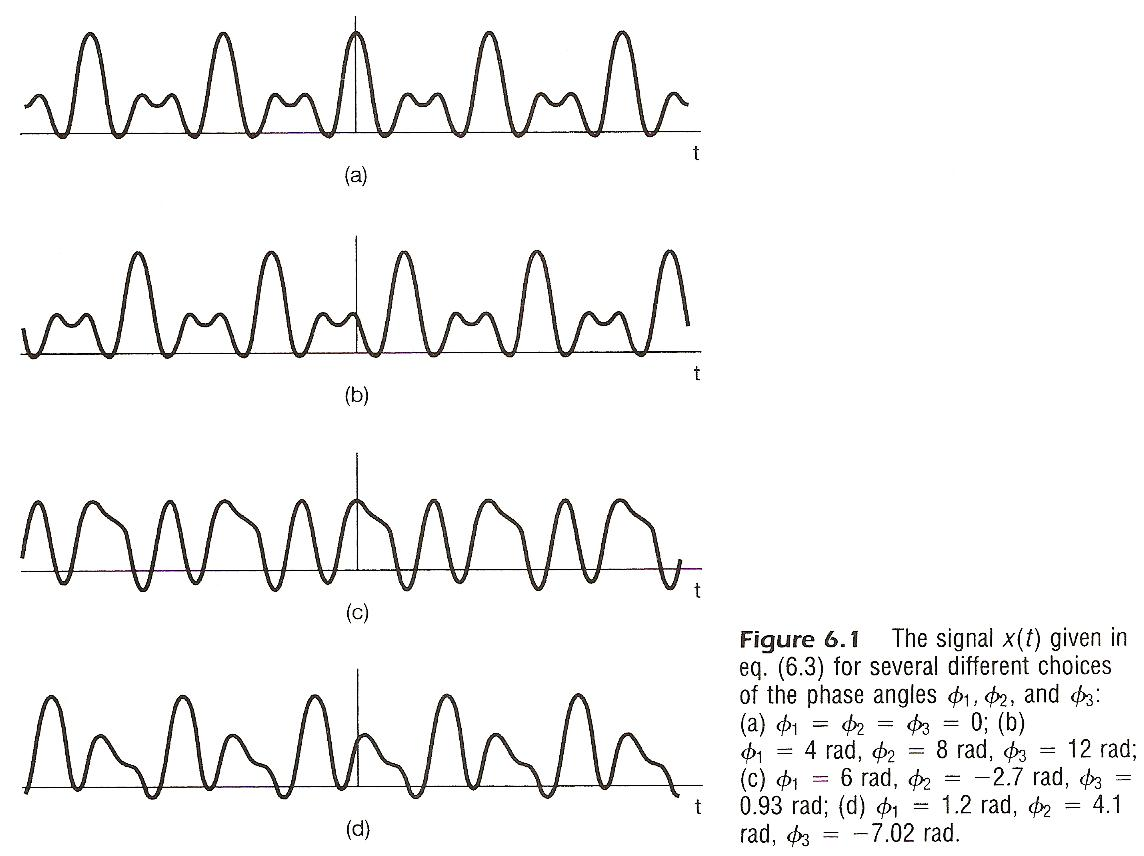 t
(a)
t
(b)
t
(c)
t
(d)
Figure 6.1 The signal x(t) given in
eq. (6.3) for several different choices
of the phase angles ϕ₁, ϕ₂, and ϕ₃:
(a) ϕ₁ = ϕ₂ = ϕ₃ = 0; (b)
ϕ₁ = 4 rad, ϕ₂ = 8 rad, ϕ₃ = 12 rad;
(c) ϕ₁ = 6 rad, ϕ₂ = −2.7 rad, ϕ₃ =
0.93 rad; (d) ϕ₁ = 1.2 rad, ϕ₂ = 4.1
rad, ϕ₃ = −7.02 rad.